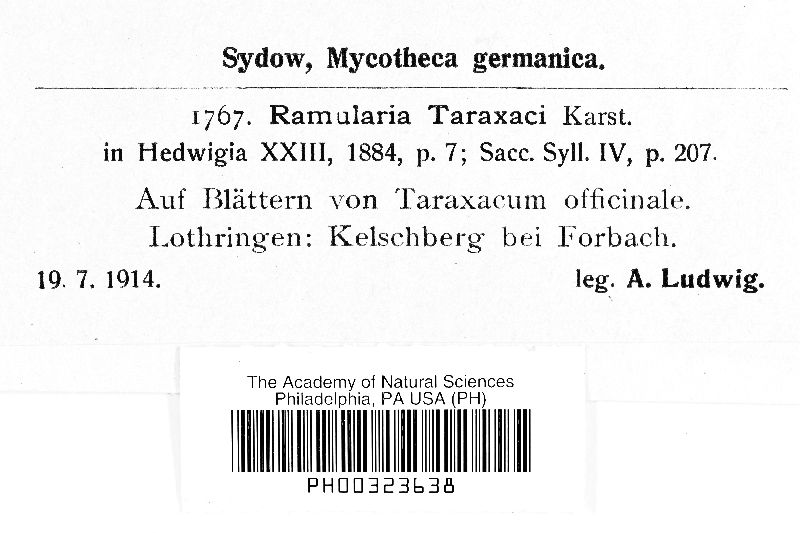 Sydow, Mycotheca germanica.
1767. Ramularia Taraxaci Karst.
in Hedwigia XXIII, 1884, p. 7; Sacc. Syll. IV, p. 207.
Auf Blättern von Taraxacum officinale.
Lothringen: Kelschberg bei Forbach.
19. 7. 1914. leg. A. Ludwig.
The Academy of Natural Sciences
Philadelphia, PA USA (PH)
PH00323638